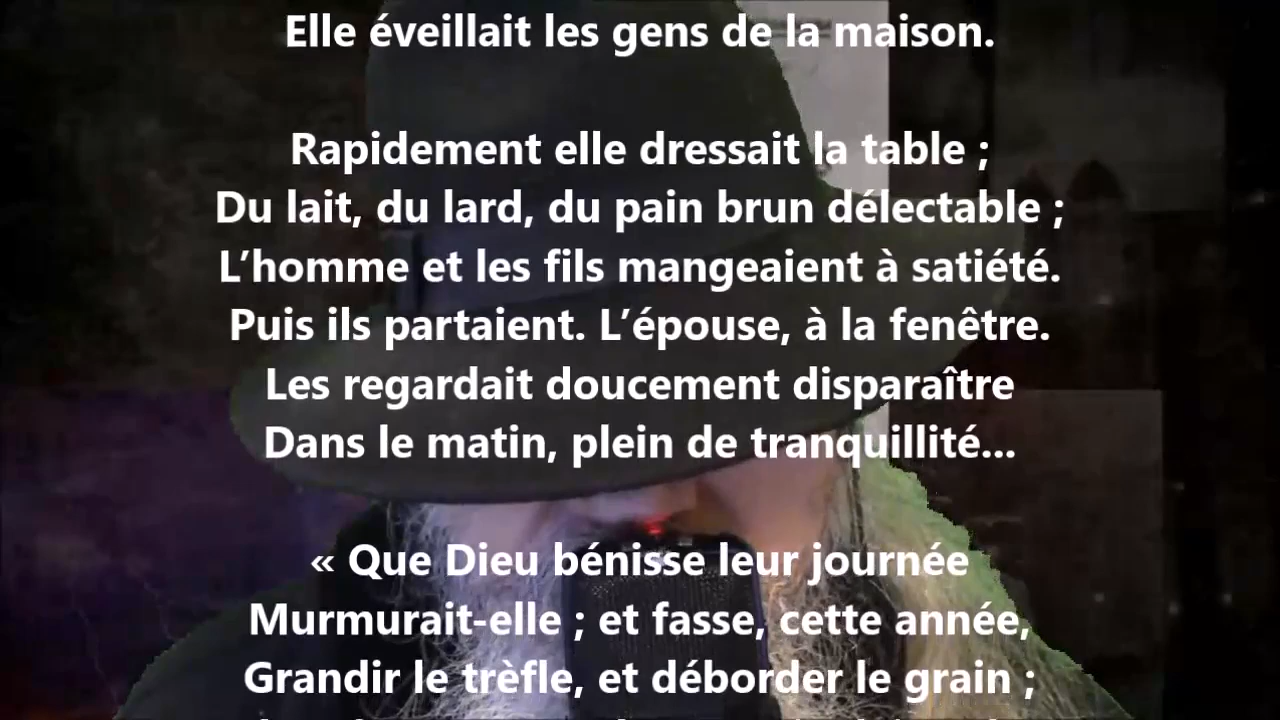 Elle éveillait les gens de la maison.
Rapidement elle dressait la table ;
Du lait, du lard, du pain brun délectable ;
L’homme et les fils mangeaient à satiété.
Puis ils partaient. L’épouse, à la fenêtre.
Les regardait doucement disparaître
Dans le matin, plein de tranquillité...
« Que Dieu bénisse leur journée
Murmurait-elle ; et fasse, cette année,
Grandir le trèfle, et déborder le grain ;